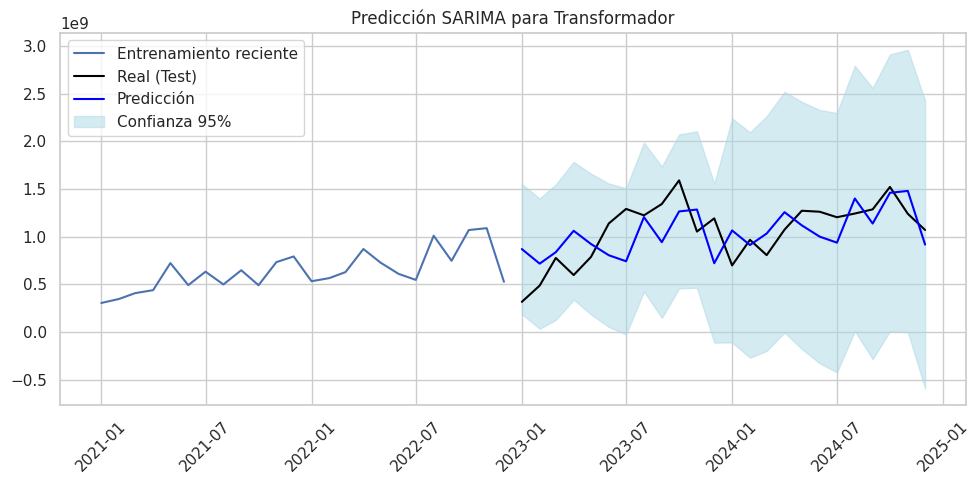 Predicción SARIMA para Transformador
1e9
3.0
2.5
2.0
1.5
1.0
0.5
0.0
−0.5
Entrenamiento reciente
Real (Test)
Predicción
Confianza 95%
2021-01
2021-07
2022-01
2022-07
2023-01
2023-07
2024-01
2024-07
2025-01